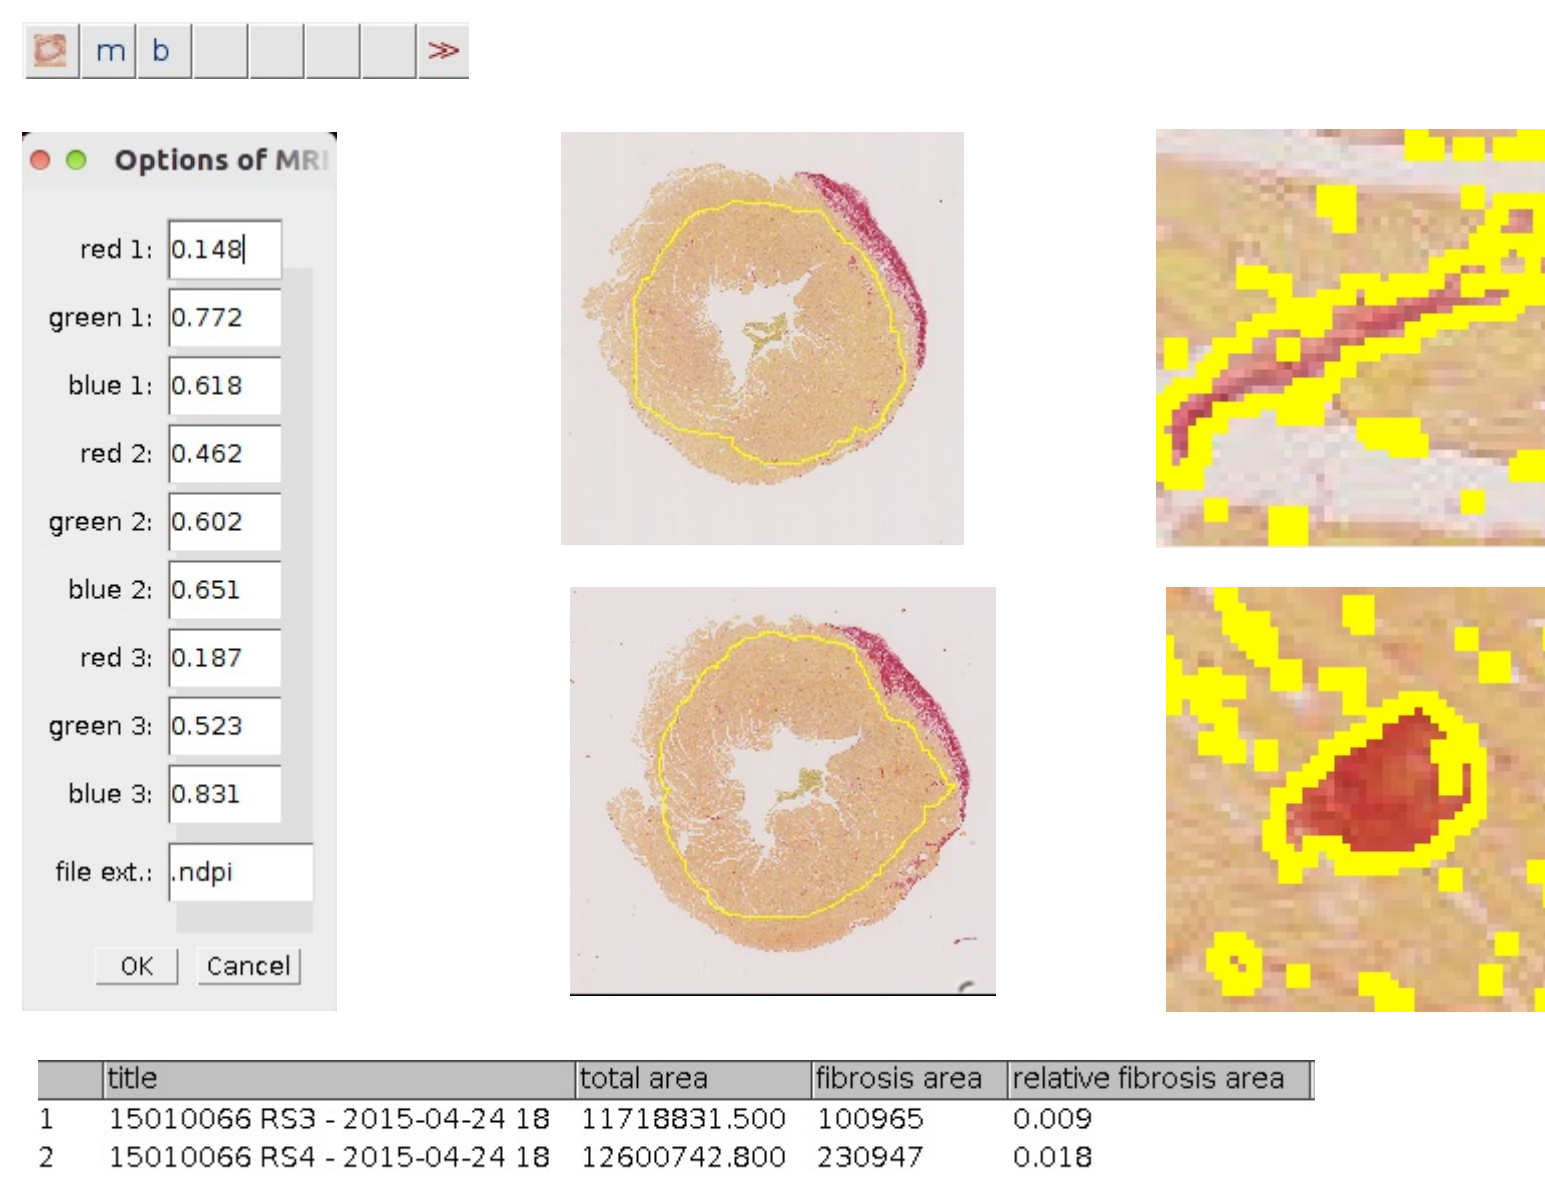 m b >>
Options of MRI
red 1: 0.148
green 1: 0.772
blue 1: 0.618
red 2: 0.462
green 2: 0.602
blue 2: 0.651
red 3: 0.187
green 3: 0.523
blue 3: 0.831
file ext.: .ndpi
OK Cancel
title total area fibrosis area relative fibrosis area
1 15010066 RS3 - 2015-04-24 18 11718831.500 100965 0.009
2 15010066 RS4 - 2015-04-24 18 12600742.800 230947 0.018